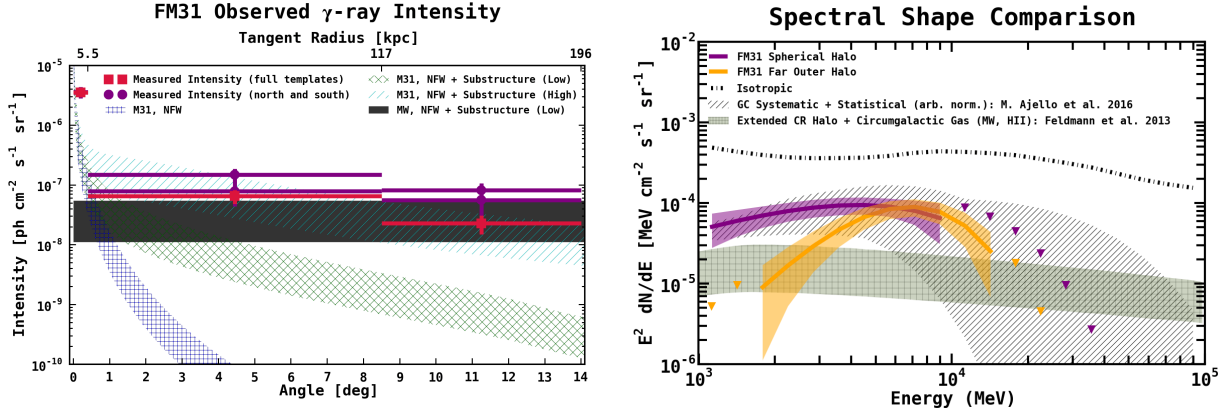 FM31 Observed γ-ray Intensity
Tangent Radius [kpc]
5.5 117 196
Intensity [ph cm⁻² s⁻¹ sr⁻¹]
10⁻⁵
10⁻⁶
10⁻⁷
10⁻⁸
10⁻⁹
10⁻¹⁰
Measured Intensity (full templates)
Measured Intensity (north and south)
M31, NFW
M31, NFW + Substructure (Low)
M31, NFW + Substructure (High)
MW, NFW + Substructure (Low)
0 1 2 3 4 5 6 7 8 9 10 11 12 13 14
Angle [deg]
Spectral Shape Comparison
E² dN/dE [MeV cm⁻² s⁻¹ sr⁻¹]
10⁻²
10⁻³
10⁻⁴
10⁻⁵
10⁻⁶
FM31 Spherical Halo
FM31 Far Outer Halo
Isotropic
GC Systematic + Statistical (arb. norm.): M. Ajello et al. 2016
Extended CR Halo + Circumgalactic Gas (MW, HII): Feldmann et al. 2013
10³ 10⁴ 10⁵
Energy (MeV)